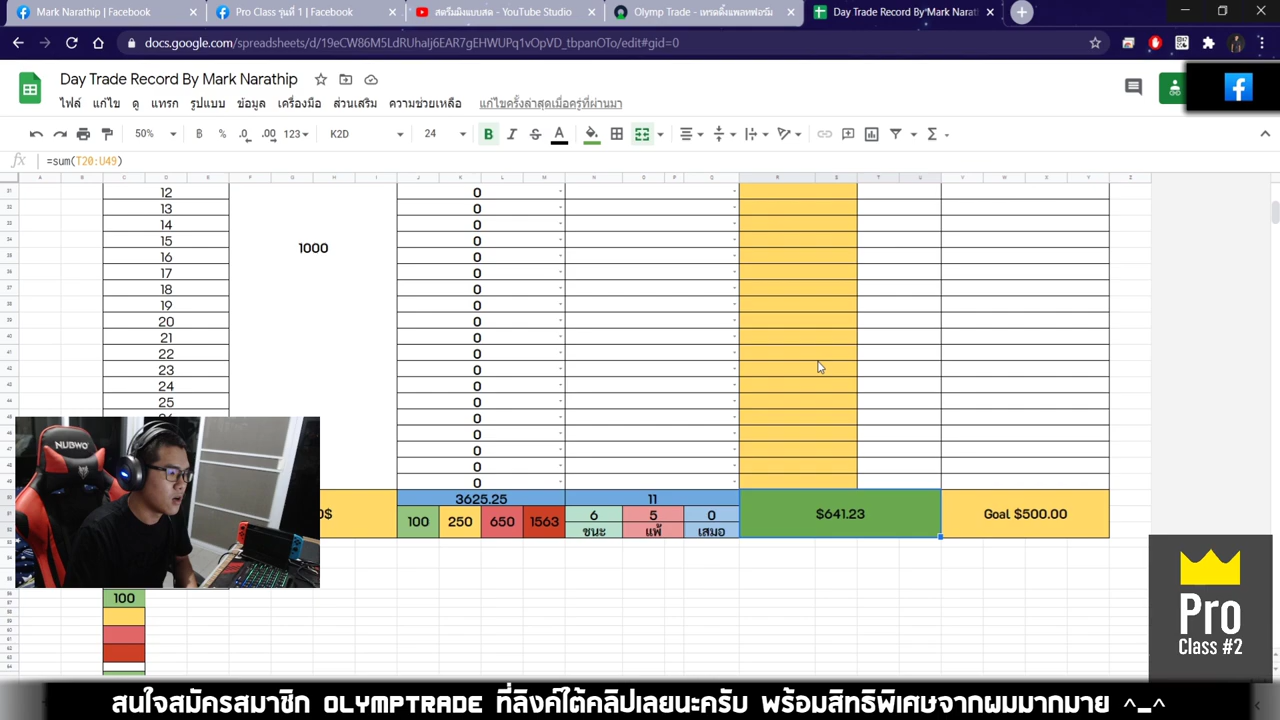 Mark Narathip | Facebook
Pro Class รุ่นที่ 1 | Facebook
สตรีมมิงแบบสด - YouTube Studio
Olymp Trade - เทรดดิ้งแพลทฟอร์ม
Day Trade Record By Mark Narath
docs.google.com/spreadsheets/d/19eCW86M5LdRUhaIj6EAR7gEHWUPq1vOpVD_tbpanOTo/edit#gid=0
Day Trade Record By Mark Narathip
ไฟล์ แก้ไข ดู แทรก รูปแบบ ข้อมูล เครื่องมือ ส่วนเสริม ความช่วยเหลือ แก้ไขครั้งล่าสุดเมื่อครู่ที่ผ่านมา
50% ฿ % .0 .00 123 K2D 24 B I S A
fx =sum(T20:U49)
12 0
13 0
14 0
15 0
1000
16 0
17 0
18 0
19 0
20 0
21 0
22 0
23 0
24 0
25 0
0
0
0
0
0
3625.25 11
$ 100 250 650 1563 6 5 0 $641.23 Goal $500.00
ชนะ แพ้ เสมอ
100
NUBWO
Pro
Class #2
สนใจสมัครสมาชิก OLYMPTRADE ที่ลิงค์ใต้คลิปเลยนะครับ พร้อมสิทธิพิเศษจากผมมากมาย ^_^